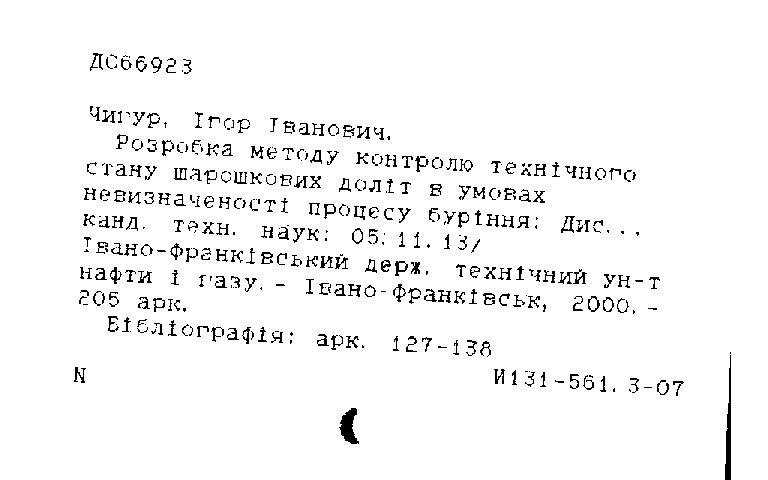 ДС66923
Чигур, Ігор Іванович.
Розробка методу контролю технічного
стану шарошкових доліт в умовах
невизначеності процесу буріння: Дис...
канд. техн. наук: 05.11.13/
Івано-Франківський держ. технічний ун-т
нафти і газу.- Івано-Франківськ, 2000.-
205 арк.
Бібліографія: арк. 127-138
N И131-561.3-07